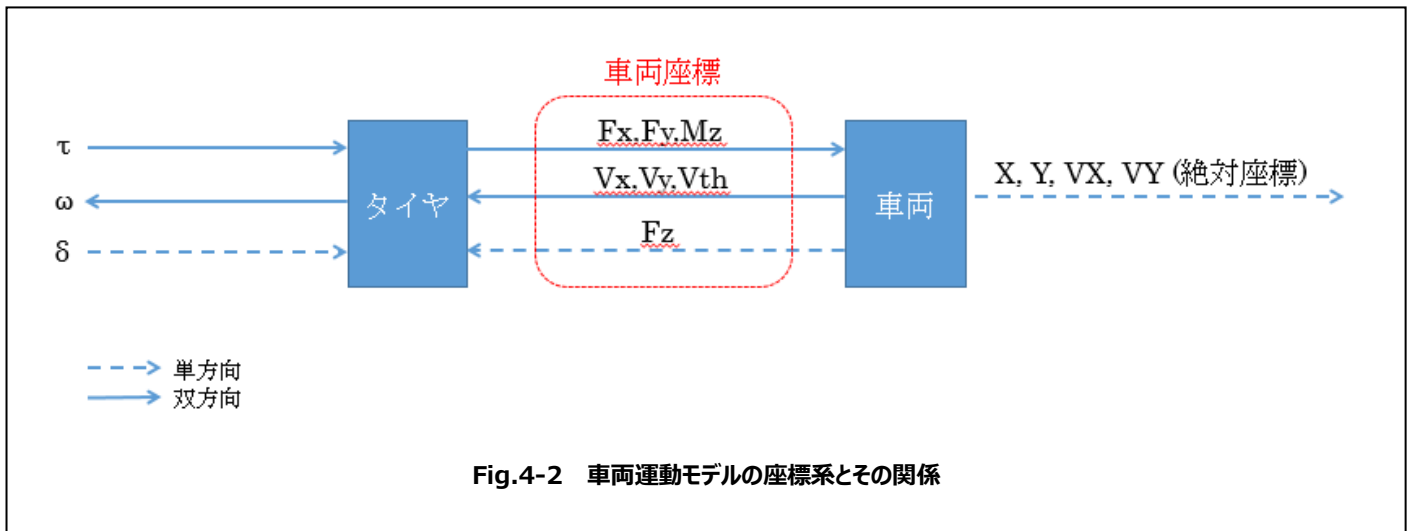 車両座標
τ
ω
δ
タイヤ
Fx,Fy,Mz
Vx,Vy,Vth
Fz
車両
X, Y, VX, VY (絶対座標)
単方向
双方向
Fig.4-2 車両運動モデルの座標系とその関係